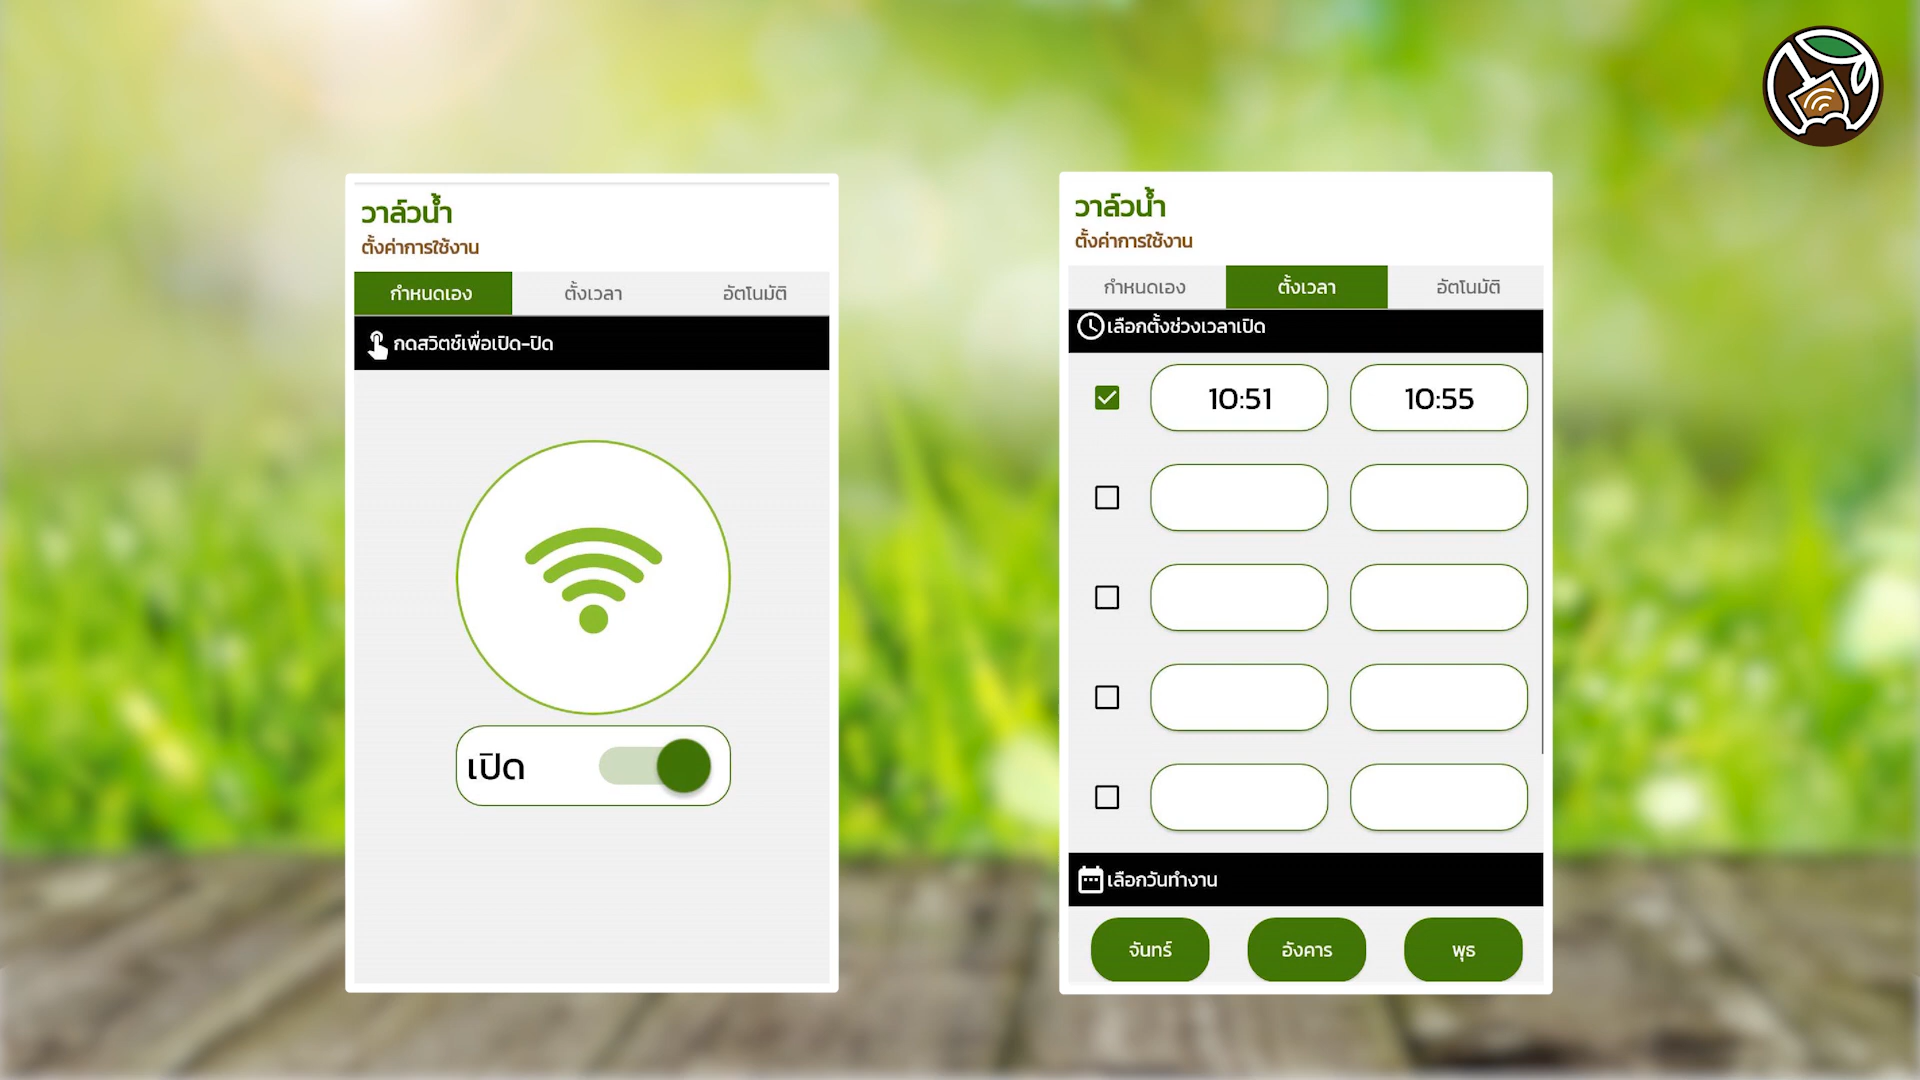 วาล์วน้ำ
ตั้งค่าการใช้งาน
กำหนดเอง ตั้งเวลา อัตโนมัติ
กดสวิตช์เพื่อเปิด-ปิด
เปิด
วาล์วน้ำ
ตั้งค่าการใช้งาน
กำหนดเอง ตั้งเวลา อัตโนมัติ
เลือกตั้งช่วงเวลาเปิด
10:51 10:55
เลือกวันทำงาน
จันทร์ อังคาร พุธ